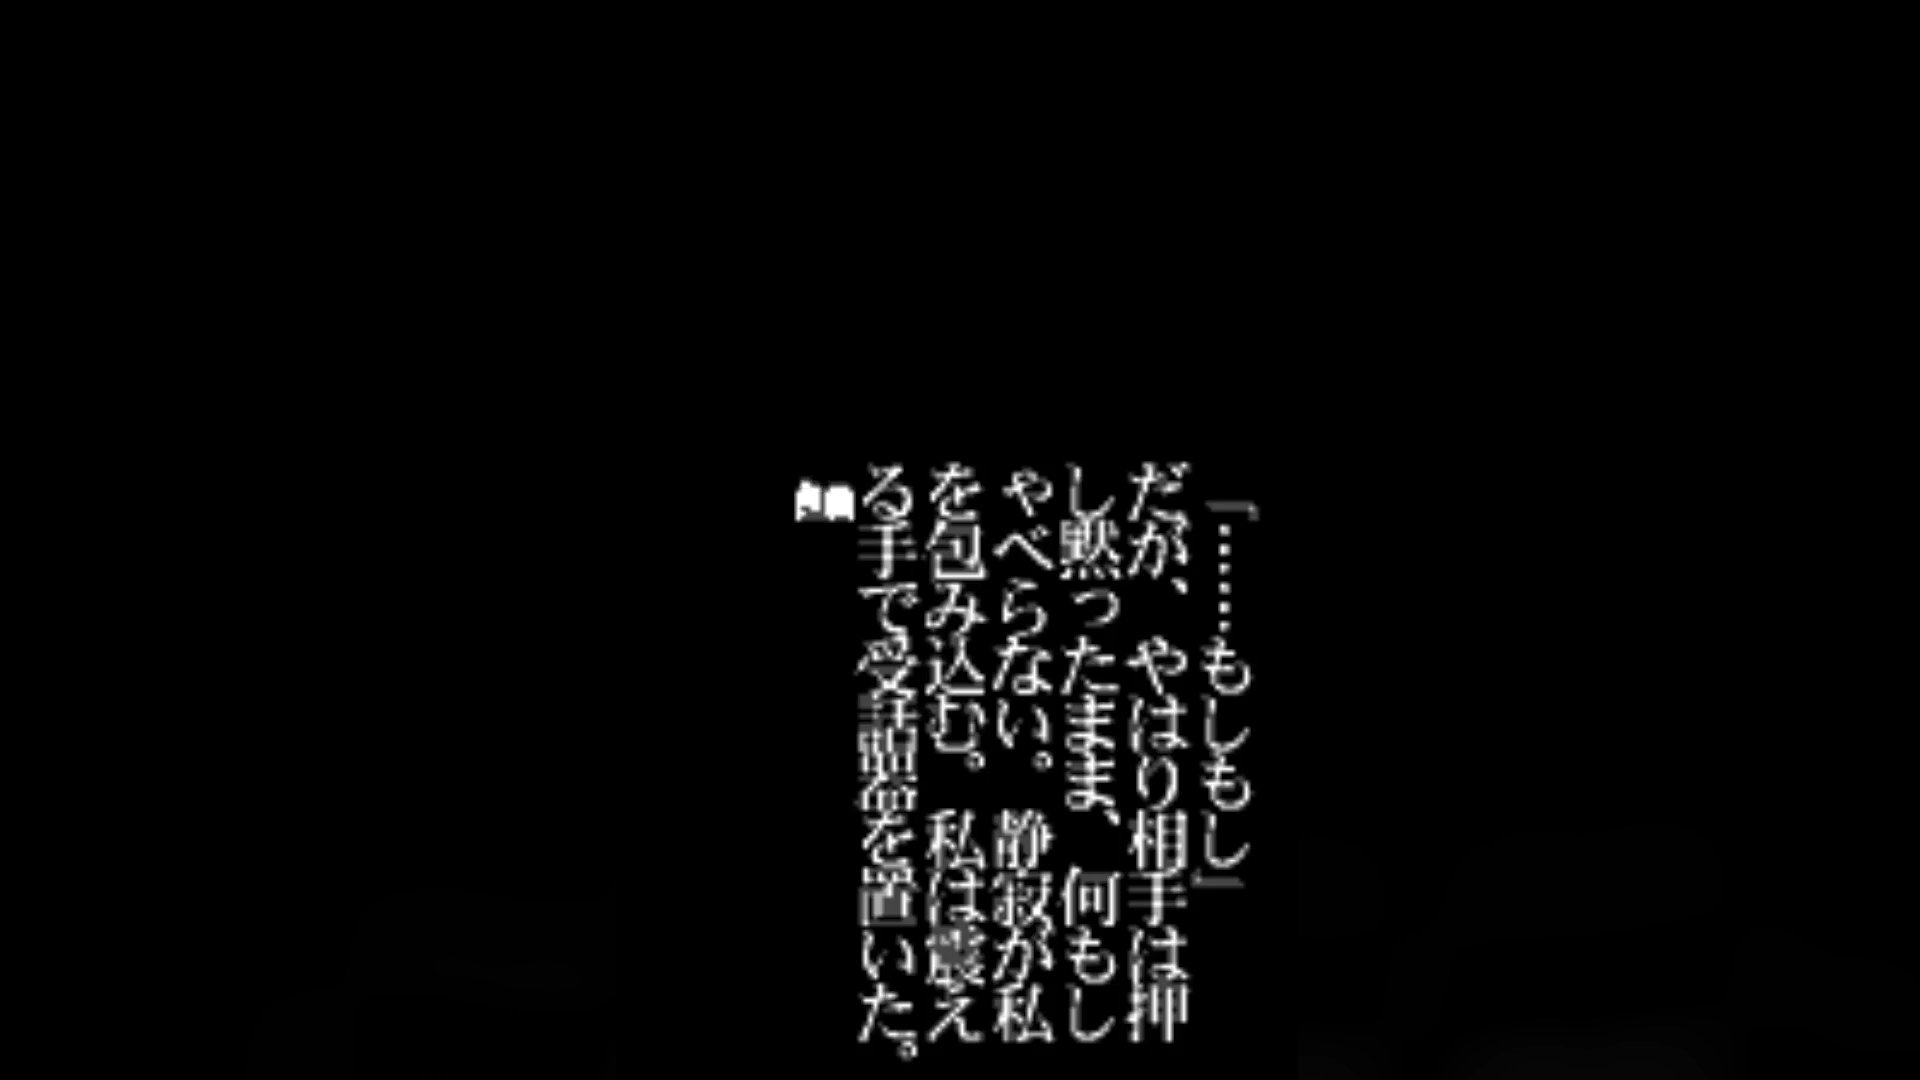 「……もしもし」
だが、やはり相手は押
し黙ったまま、何もし
ゃべらない。静寂が私
を包み込む。私は震え
る手で受話器を置いた。